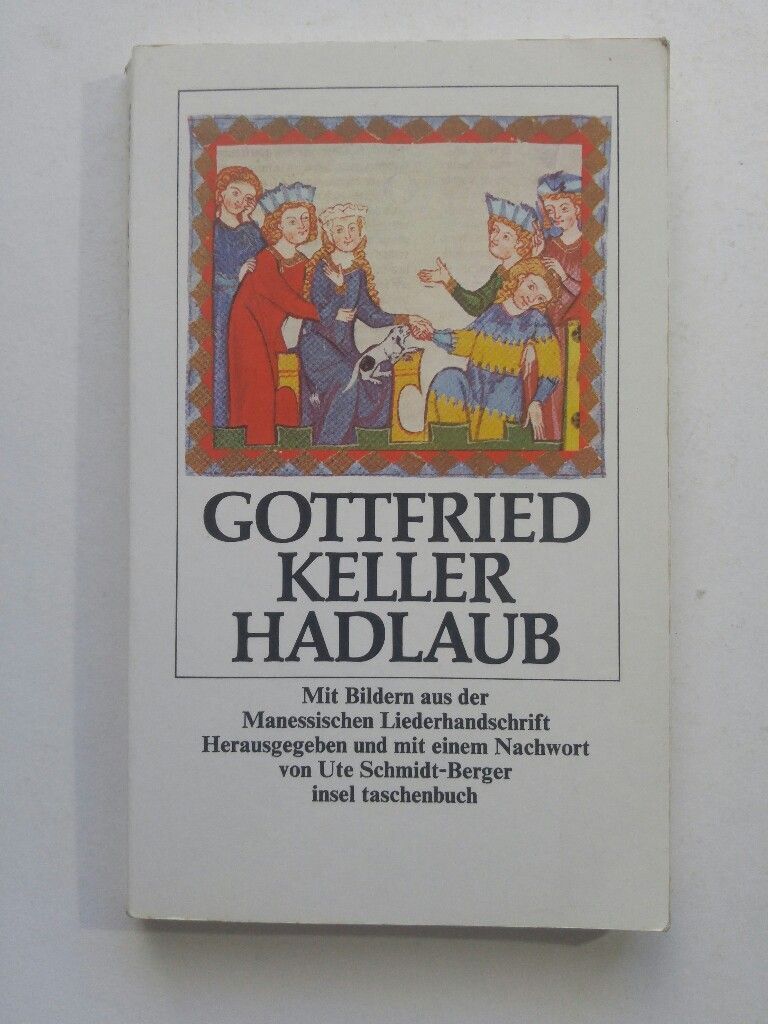 GOTTFRIED
KELLER
HADLAUB
Mit Bildern aus der
Manessischen Liederhandschrift
Herausgegeben und mit einem Nachwort
von Ute Schmidt-Berger
insel taschenbuch